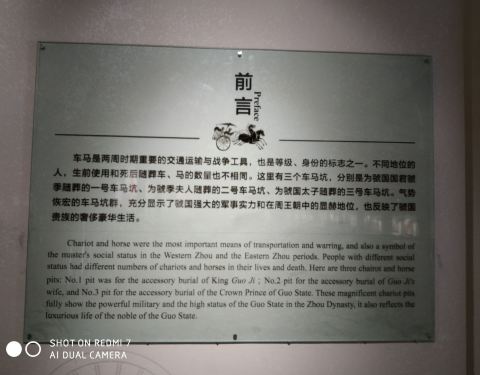 前言
Preface
车马是两周时期重要的交通运输与战争工具，也是等级、身份的标志之一。不同地位的
人，生前使用和死后随葬车、马的数量也不相同。这里有三个车马坑，分别是为虢国国君虢
季随葬的一号车马坑、为虢季夫人随葬的二号车马坑、为虢国太子随葬的三号车马坑。气势
恢宏的车马坑群，充分显示了虢国强大的军事实力和在周王朝中的显赫地位，也反映了虢国
贵族的奢侈豪华生活。
Chariot and horse were the most important means of transportation and warring, and also a symbol of
the master's social status in the Western Zhou and the Eastern Zhou periods. People with different social
status had different numbers of chariots and horses in their lives and death. Here are three chairot and horse
pits: No.1 pit was for the accessory burial of King Guo Ji ; No.2 pit for the accessory burial of Guo Ji's
wife, and No.3 pit for the accessory burial of the Crown Prince of Guo State. These magnificent chariot pits
fully show the powerful military and the high status of the Guo State in the Zhou Dynasty, it also reflects the
luxurious life of the noble of the Guo State.
SHOT ON REDMI 7
AI DUAL CAMERA